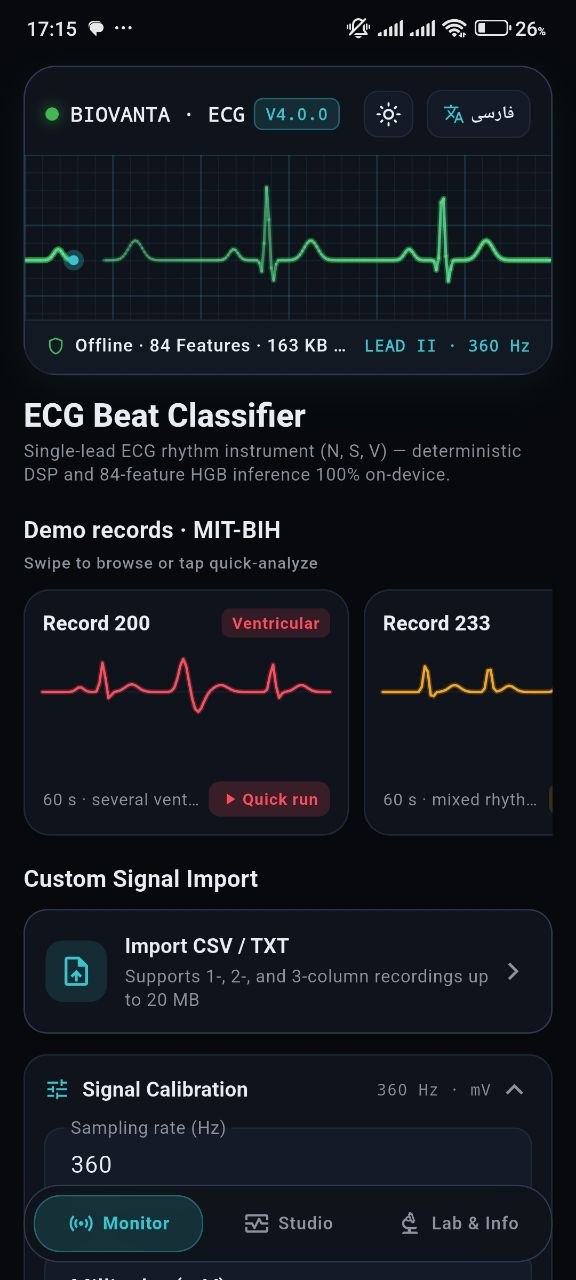 17:15 26%
BIOVANTA · ECG V4.0.0 فارسی
Offline · 84 Features · 163 KB … LEAD II · 360 Hz
ECG Beat Classifier
Single-lead ECG rhythm instrument (N, S, V) — deterministic
DSP and 84-feature HGB inference 100% on-device.
Demo records · MIT-BIH
Swipe to browse or tap quick-analyze
Record 200 Ventricular
60 s · several vent… Quick run
Record 233
60 s · mixed rhyth…
Custom Signal Import
Import CSV / TXT
Supports 1-, 2-, and 3-column recordings up
to 20 MB
Signal Calibration 360 Hz · mV
Sampling rate (Hz)
360
Monitor Studio Lab & Info